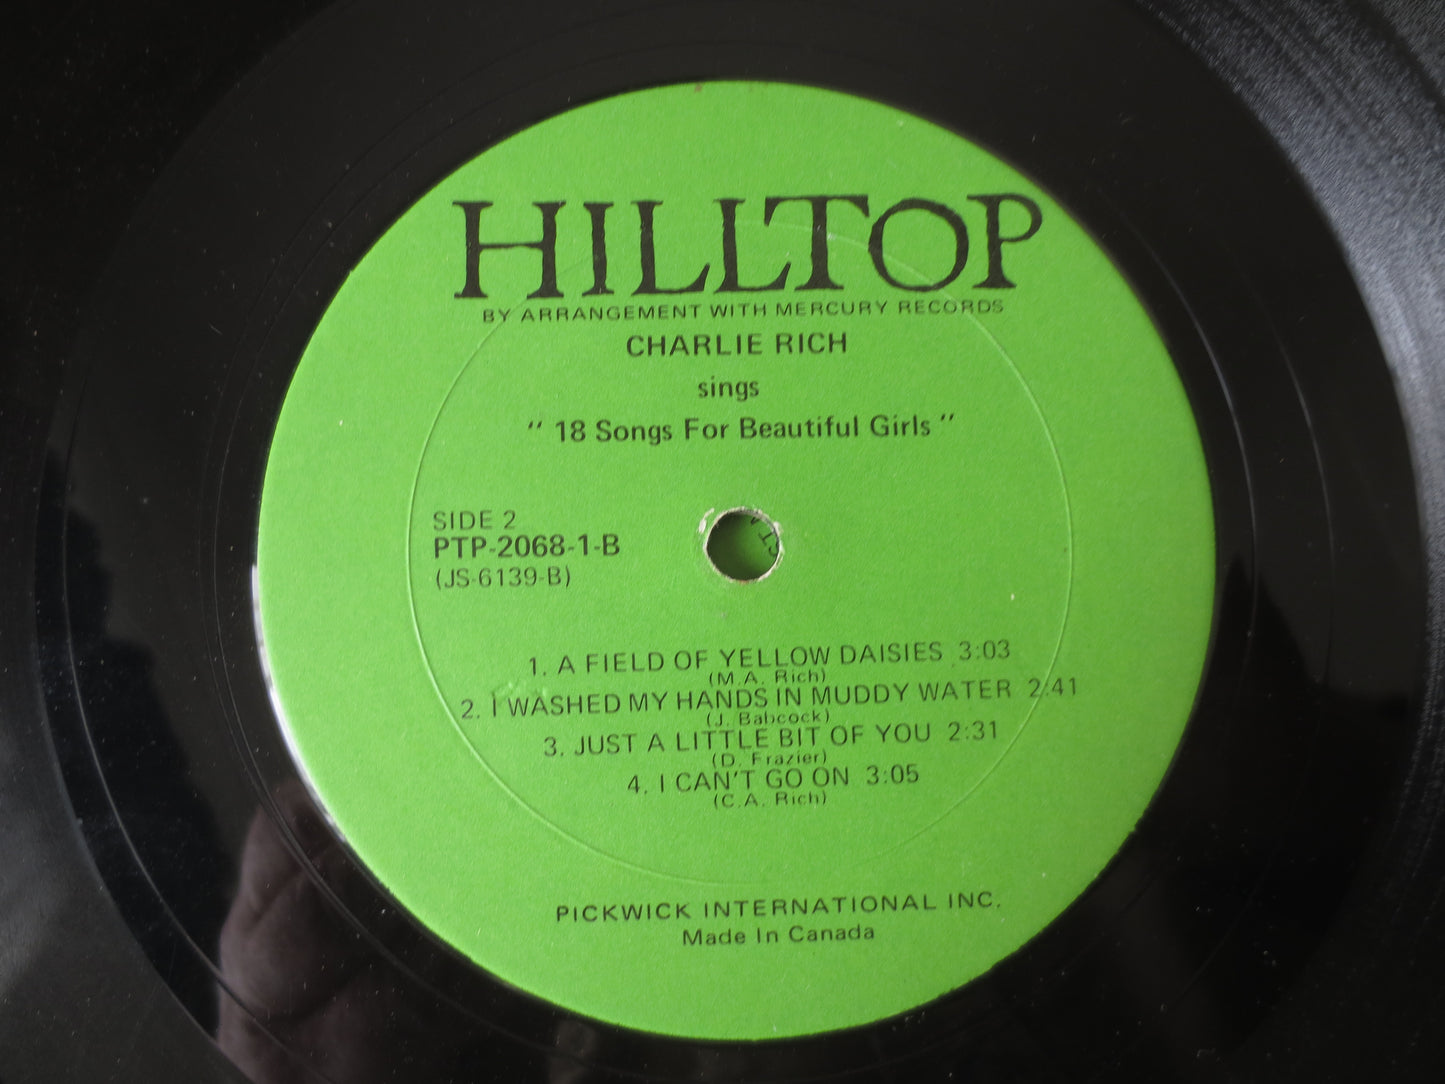 HILLTOP
BY ARRANGEMENT WITH MERCURY RECORDS
CHARLIE RICH
sings
" 18 Songs For Beautiful Girls "
SIDE 2
PTP-2068-1-B
(JS-6139-B)
1. A FIELD OF YELLOW DAISIES 3:03
(M.A. Rich)
2. I WASHED MY HANDS IN MUDDY WATER 2:41
(J. Babcock)
3. JUST A LITTLE BIT OF YOU 2:31
(D. Frazier)
4. I CAN'T GO ON 3:05
(C.A. Rich)
PICKWICK INTERNATIONAL INC.
Made In Canada